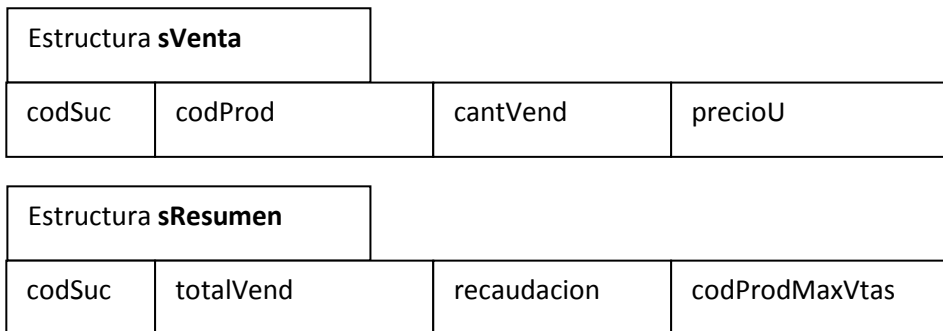 Estructura sVenta
codSuc codProd cantVend precioU
Estructura sResumen
codSuc totalVend recaudacion codProdMaxVtas